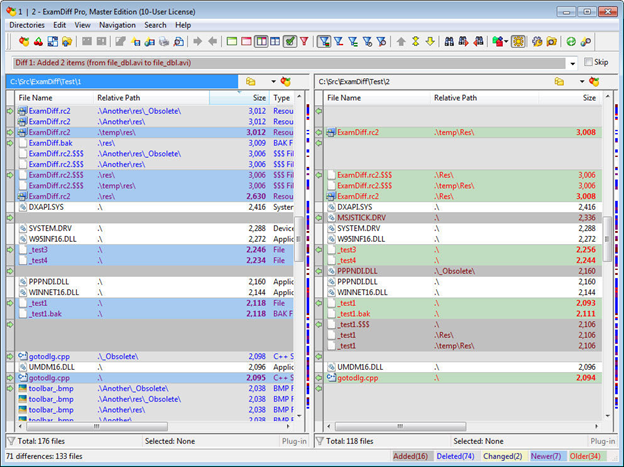 1 | 2 - ExamDiff Pro, Master Edition (10-User License)
Directories Edit View Navigation Search Help
Diff 1: Added 2 items (from file_dbl.avi to file_dbl.avi)
Skip
C:\Src\ExamDiff\Test\1
File Name Relative Path Size Type
ExamDiff.rc2 .\Another\res\_Obsolete\ 3,012 Resou
ExamDiff.rc2 .\Another\res\ 3,012 Resou
ExamDiff.rc2 .\temp\res\ 3,012 Resou
ExamDiff.bak .\res\ 3,009 BAK F
ExamDiff.rc2.$$$ .\Another\res\_Obsolete\ 3,006 $$$ Fil
ExamDiff.rc2.$$$ .\Another\res\ 3,006 $$$ Fil
ExamDiff.rc2.$$$ .\res\ 3,006 $$$ Fil
ExamDiff.rc2.$$$ .\temp\res\ 3,006 $$$ Fil
ExamDiff.rc2 .\res\ 2,630 Resou
DXAPI.SYS .\ 2,416 System
SYSTEM.DRV .\ 2,288 Device
W95INF16.DLL .\ 2,272 Applic
_test3 .\ 2,246 File
_test4 .\ 2,234 File
PPPNDI.DLL .\ 2,160 Applic
WINNET16.DLL .\ 2,144 Applic
_test1 .\ 2,118 File
_test1.bak .\ 2,118 BAK F
gotodlg.cpp .\_Obsolete\ 2,098 C++ S
UMDM16.DLL .\ 2,096 Applic
gotodlg.cpp .\ 2,095 C++ S
toolbar_.bmp .\Another\_Obsolete\ 2,038 BMP F
toolbar_.bmp .\Another\ 2,038 BMP F
toolbar_.bmp .\Another\res\_Obsolete\ 2,038 BMP F
toolbar_.bmp .\Another\res\ 2,038 BMP F
Total: 176 files Selected: None Plug-in
C:\Src\ExamDiff\Test\2
File Name Relative Path Size
ExamDiff.rc2 .\temp\Res\ 3,008
ExamDiff.rc2.$$$ .\Res\ 3,006
ExamDiff.rc2.$$$ .\temp\Res\ 3,006
ExamDiff.rc2 .\Res\ 3,008
DXAPI.SYS .\ 2,416
MSJSTICK.DRV .\ 2,336
SYSTEM.DRV .\ 2,288
W95INF16.DLL .\ 2,272
_test3 .\ 2,256
_test4 .\ 2,244
PPPNDI.DLL .\_Obsolete\ 2,160
PPPNDI.DLL .\ 2,160
WINNET16.DLL .\ 2,144
_test1 .\ 2,093
_test1.bak .\ 2,111
_test1.$$$ .\ 2,106
_test1 .\Res\ 2,106
_test1 .\temp\Res\ 2,106
UMDM16.DLL .\ 2,096
gotodlg.cpp .\ 2,094
Total: 118 files Selected: None Plug-in
71 differences: 133 files Added(16) Deleted(74) Changed(2) Newer(7) Older(34)